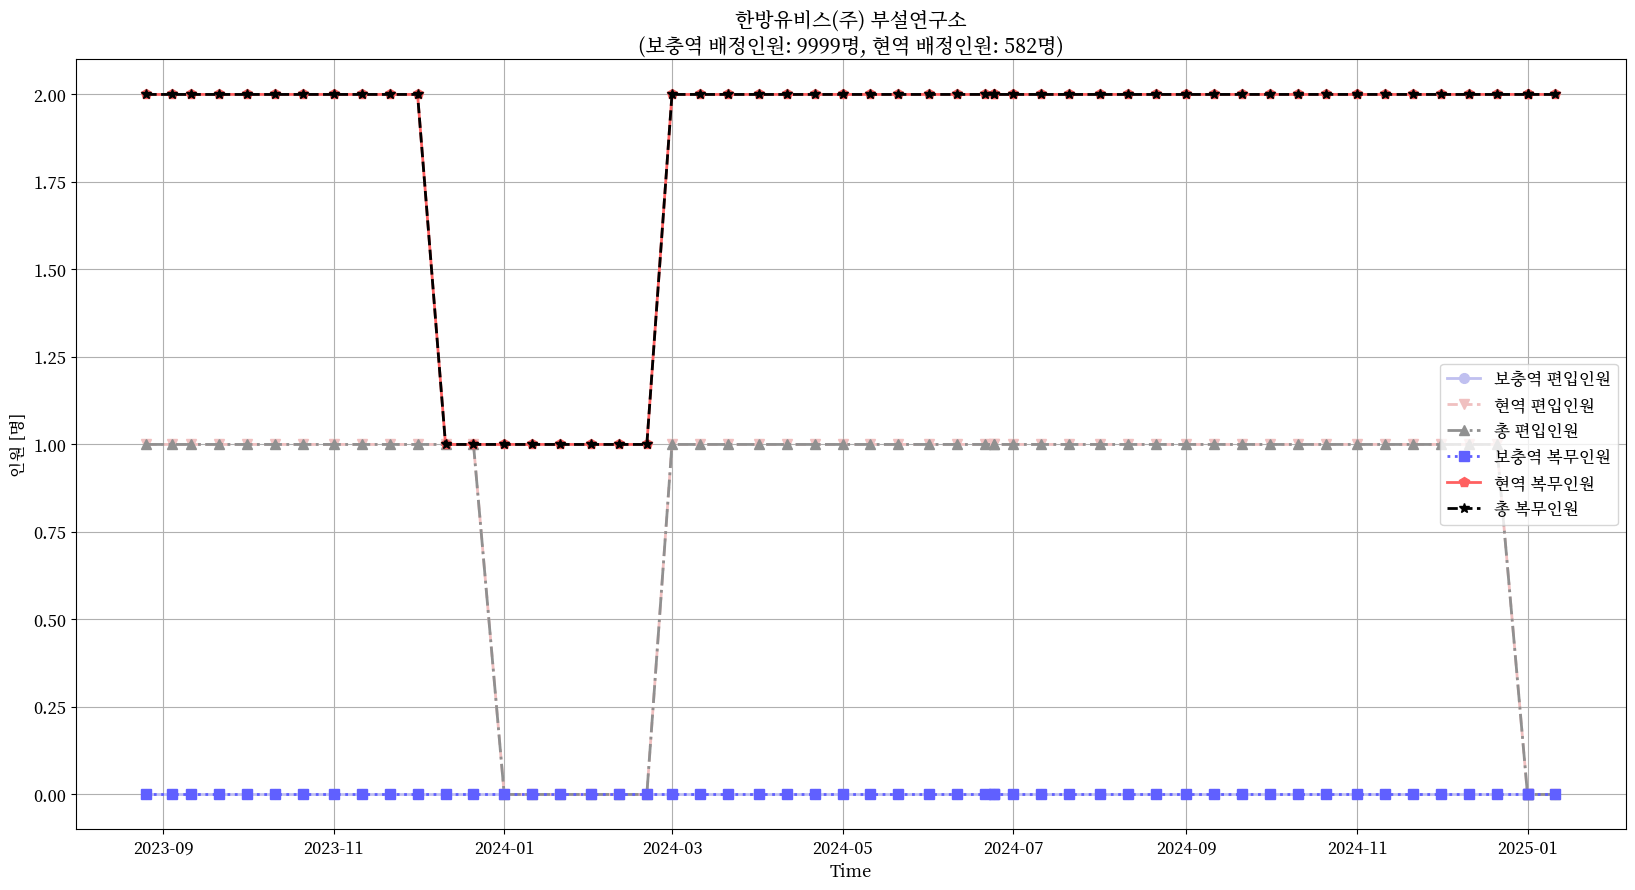 한방유비스(주) 부설연구소
(보충역 배정인원: 9999명, 현역 배정인원: 582명)
인원 [명]
2.00
1.75
1.50
1.25
1.00
0.75
0.50
0.25
0.00
보충역 편입인원
현역 편입인원
총 편입인원
보충역 복무인원
현역 복무인원
총 복무인원
2023-09 2023-11 2024-01 2024-03 2024-05 2024-07 2024-09 2024-11 2025-01
Time